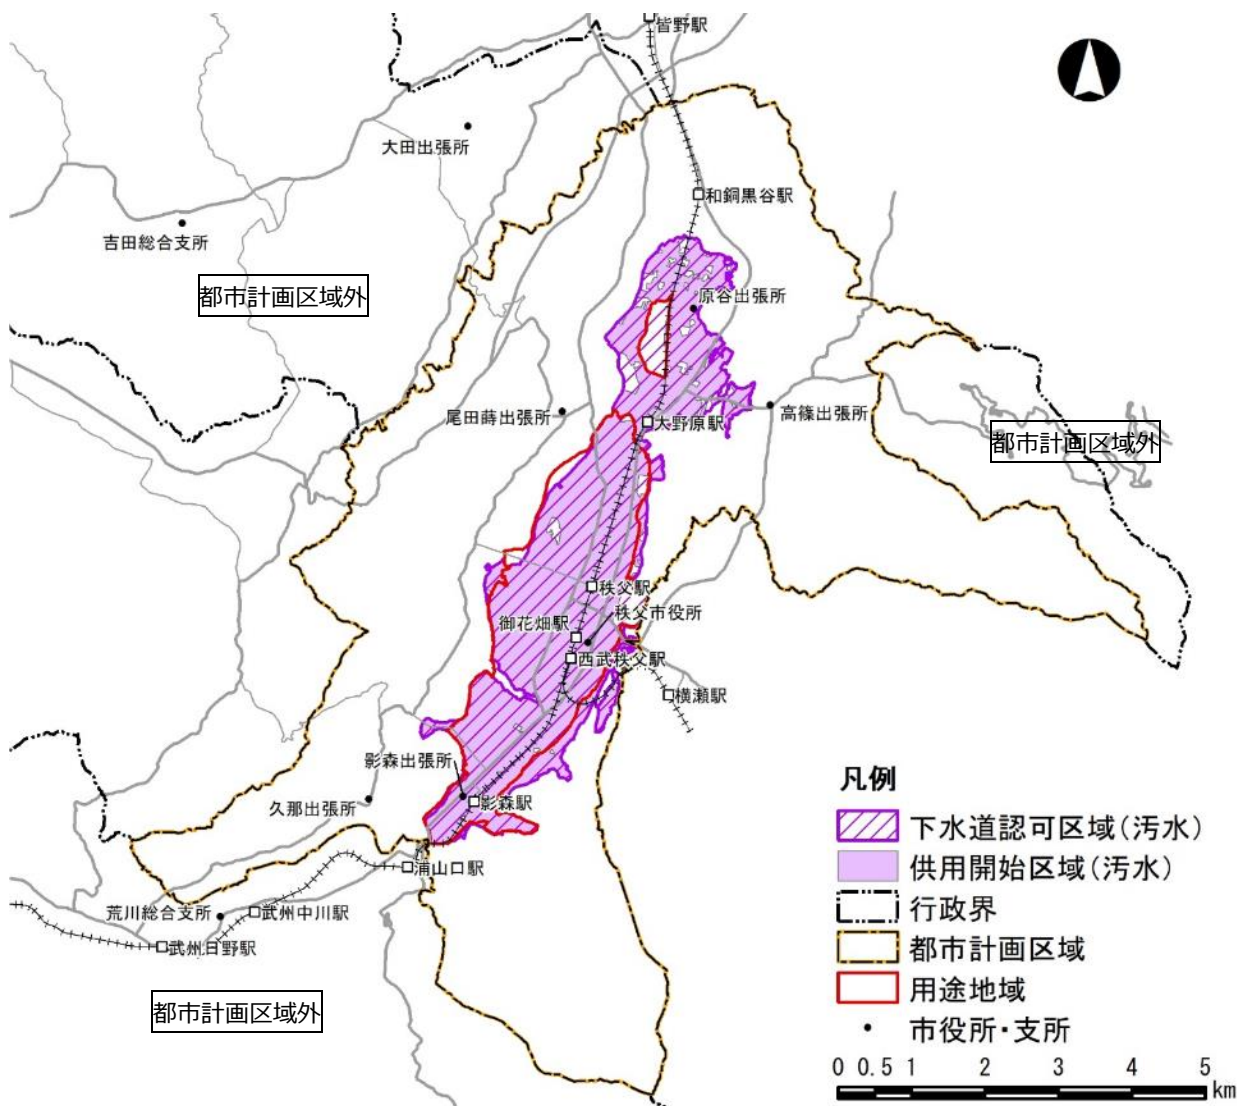 皆野駅
大田出張所
和銅黒谷駅
吉田総合支所
都市計画区域外
原谷出張所
尾田蒔出張所
大野原駅
高篠出張所
都市計画区域外
秩父駅
秩父市役所
御花畑駅
西武秩父駅
横瀬駅
影森出張所
久那出張所
影森駅
浦山口駅
荒川総合支所
武州中川駅
武州日野駅
都市計画区域外
凡例
下水道認可区域(汚水)
供用開始区域(汚水)
行政界
都市計画区域
用途地域
市役所・支所
0 0.5 1 2 3 4 5
km